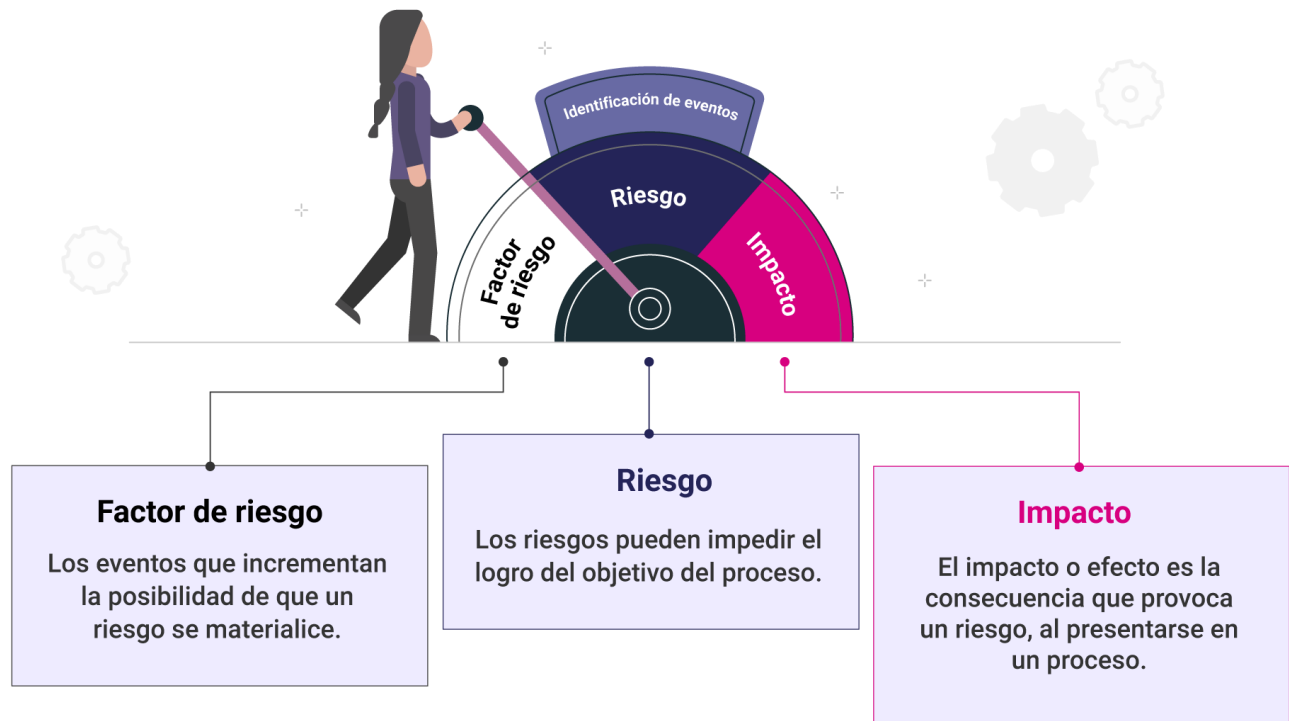 Identificación de eventos
Riesgo
Factor
de riesgo
Impacto
Factor de riesgo
Los eventos que incrementan
la posibilidad de que un
riesgo se materialice.
Riesgo
Los riesgos pueden impedir el
logro del objetivo del proceso.
Impacto
El impacto o efecto es la
consecuencia que provoca
un riesgo, al presentarse en
un proceso.